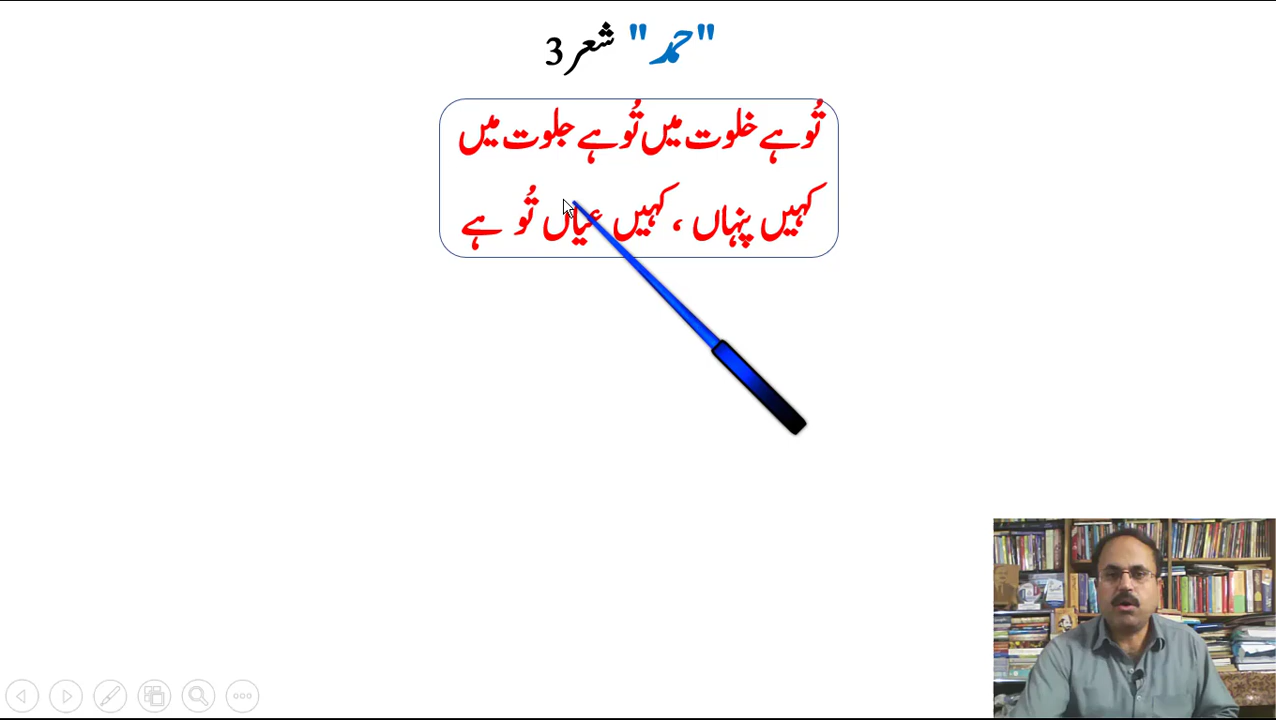 "حمد" شعر 3
تُو ہے خلوت میں تُو ہے جلوت میں
کہیں پنہاں ، کہیں عیاں تُو ہے